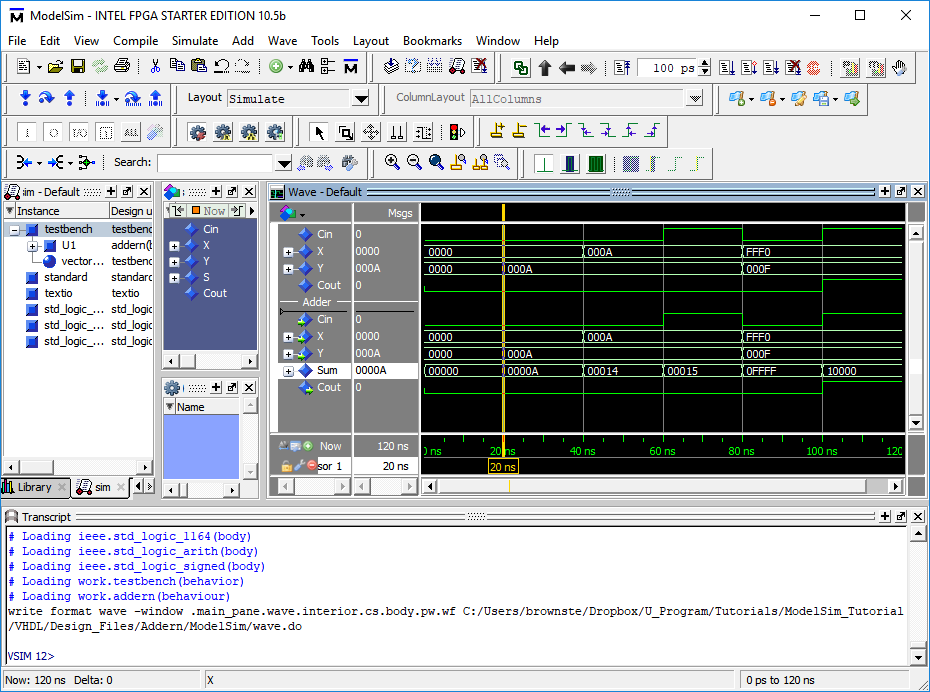 ModelSim - INTEL FPGA STARTER EDITION 10.5b
File Edit View Compile Simulate Add Wave Tools Layout Bookmarks Window Help
100 ps
Layout Simulate ColumnLayout AllColumns
I/O ALL
Search:
sim - Default
Instance Design u
testbench testbenc
U1 addern(b
vector... testbenc
standard standard
textio textio
std_logic_... std_logic
std_logic_... std_logic
std_logic_... std_logic
Library sim
Now
Cin
X
Y
S
Cout
Name
Wave - Default
Msgs
Cin 0
X 0000 0000 000A FFF0
Y 000A 0000 000A 000F
Cout 0
Adder
Cin 0
X 0000 0000 000A FFF0
Y 000A 0000 000A 000F
Sum 0000A 00000 0000A 00014 00015 0FFFF 10000
Cout 0
Now 120 ns 0 ns 20 ns 40 ns 60 ns 80 ns 100 ns 120
sor 1 20 ns 20 ns
Transcript
# Loading ieee.std_logic_1164(body)
# Loading ieee.std_logic_arith(body)
# Loading ieee.std_logic_signed(body)
# Loading work.testbench(behavior)
# Loading work.addern(behaviour)
write format wave -window .main_pane.wave.interior.cs.body.pw.wf C:/Users/brownste/Dropbox/U_Program/Tutorials/ModelSim_Tutorial
/VHDL/Design_Files/Addern/ModelSim/wave.do
VSIM 12>
Now: 120 ns Delta: 0 X 0 ps to 120 ns